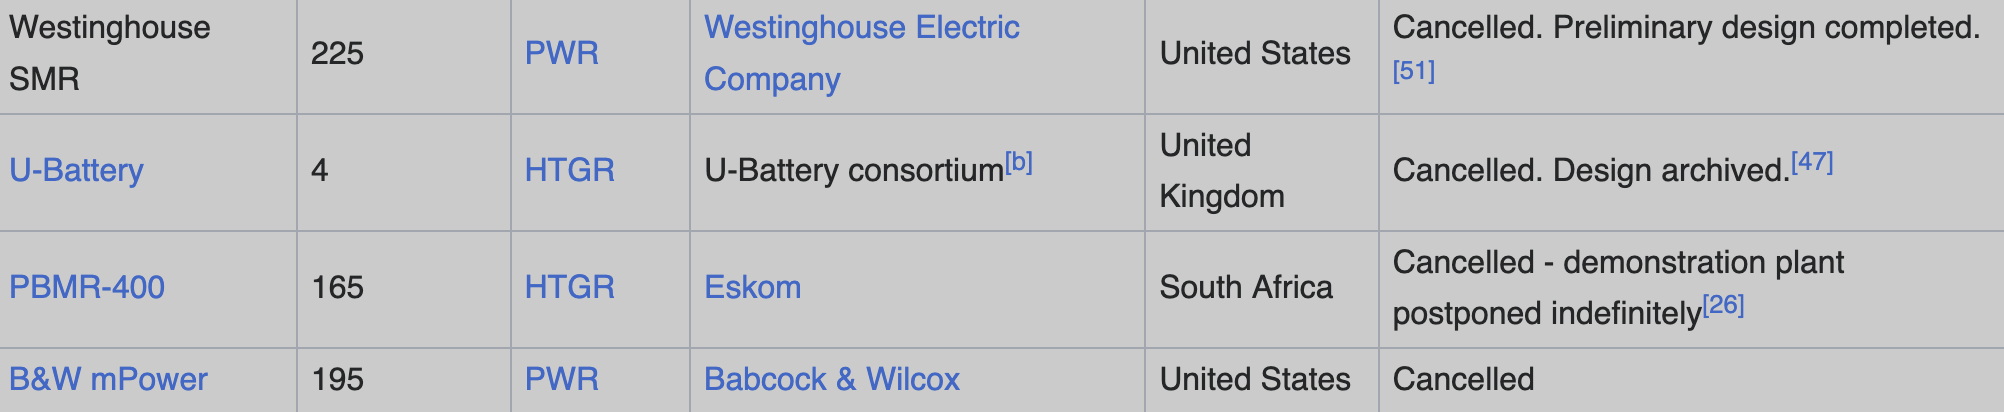 Westinghouse SMR 225 PWR Westinghouse Electric Company United States Cancelled. Preliminary design completed.[51]
U-Battery 4 HTGR U-Battery consortium[b] United Kingdom Cancelled. Design archived.[47]
PBMR-400 165 HTGR Eskom South Africa Cancelled - demonstration plant postponed indefinitely[26]
B&W mPower 195 PWR Babcock & Wilcox United States Cancelled